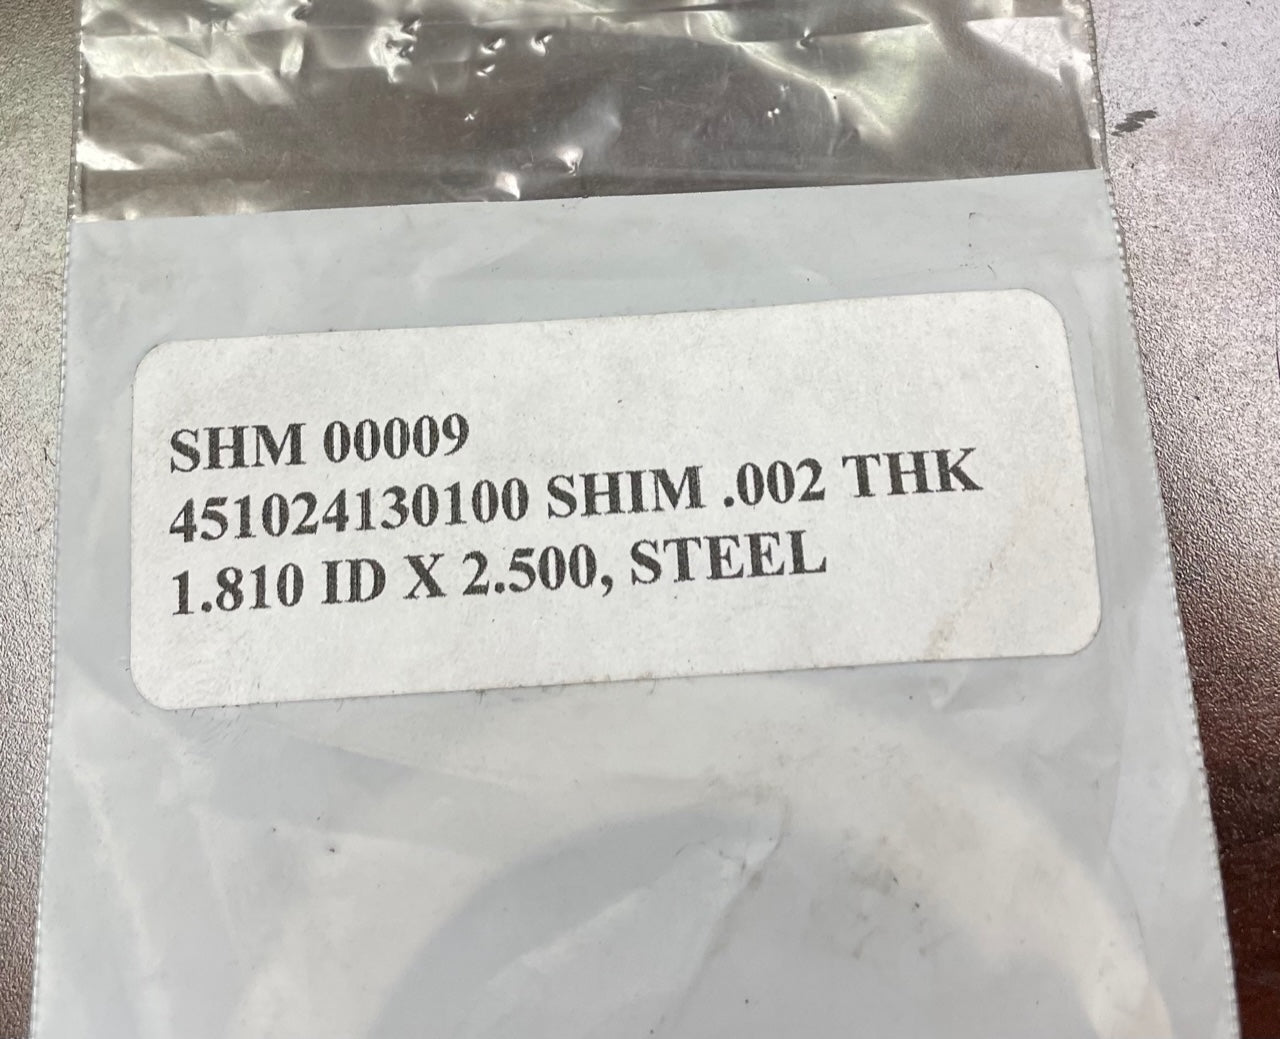 SHM 00009
451024130100 SHIM .002 THK
1.810 ID X 2.500, STEEL